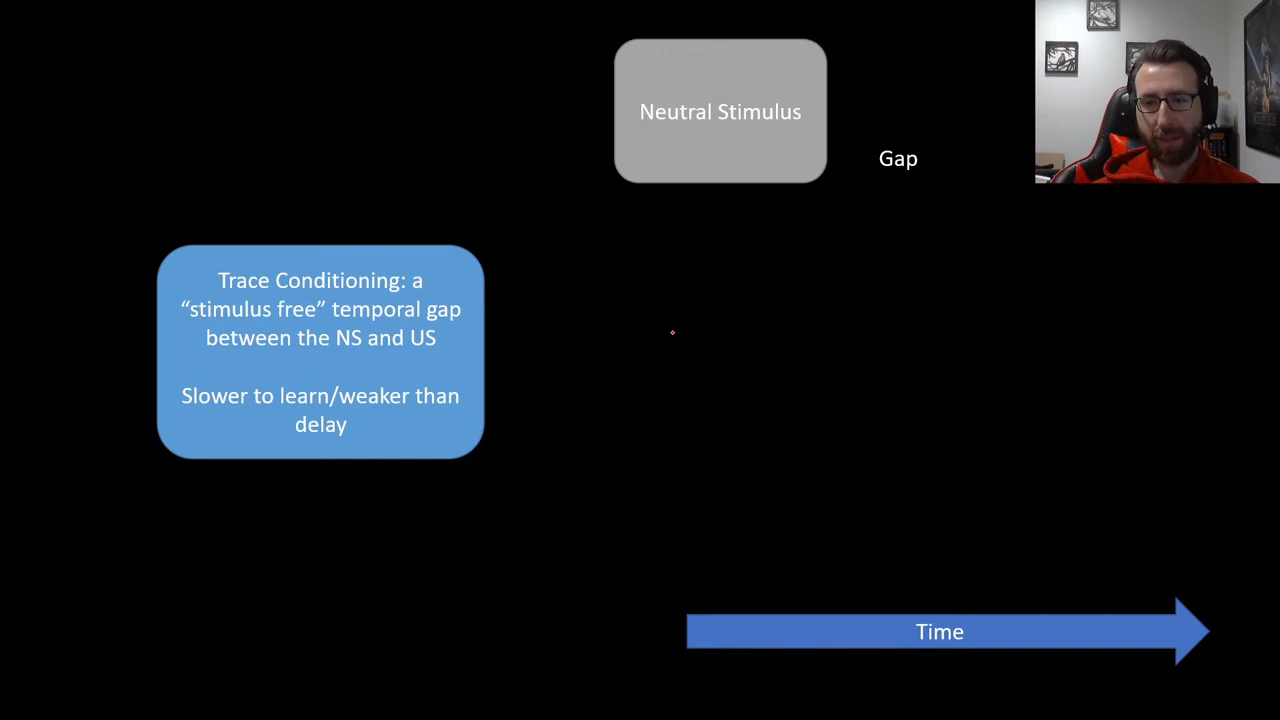 Neutral Stimulus
Gap
Trace Conditioning: a
“stimulus free” temporal gap
between the NS and US
Slower to learn/weaker than
delay
Time